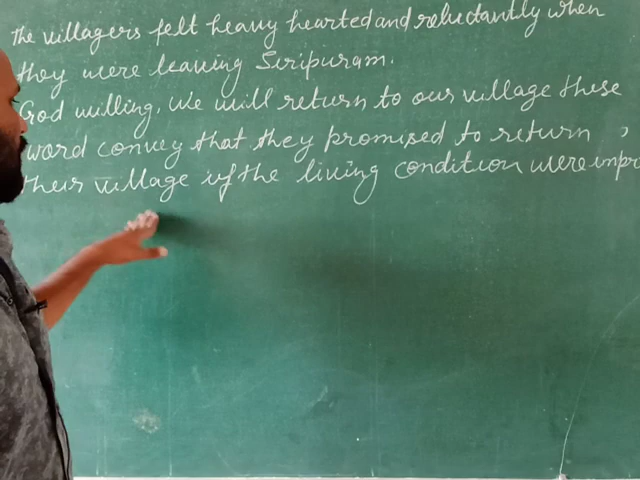 The villagers felt heavy hearted and reluctantly when
they were leaving Siripuram.
God willing, we will return to our village these
word convey that they promised to return ,
their village if the living condition were impr